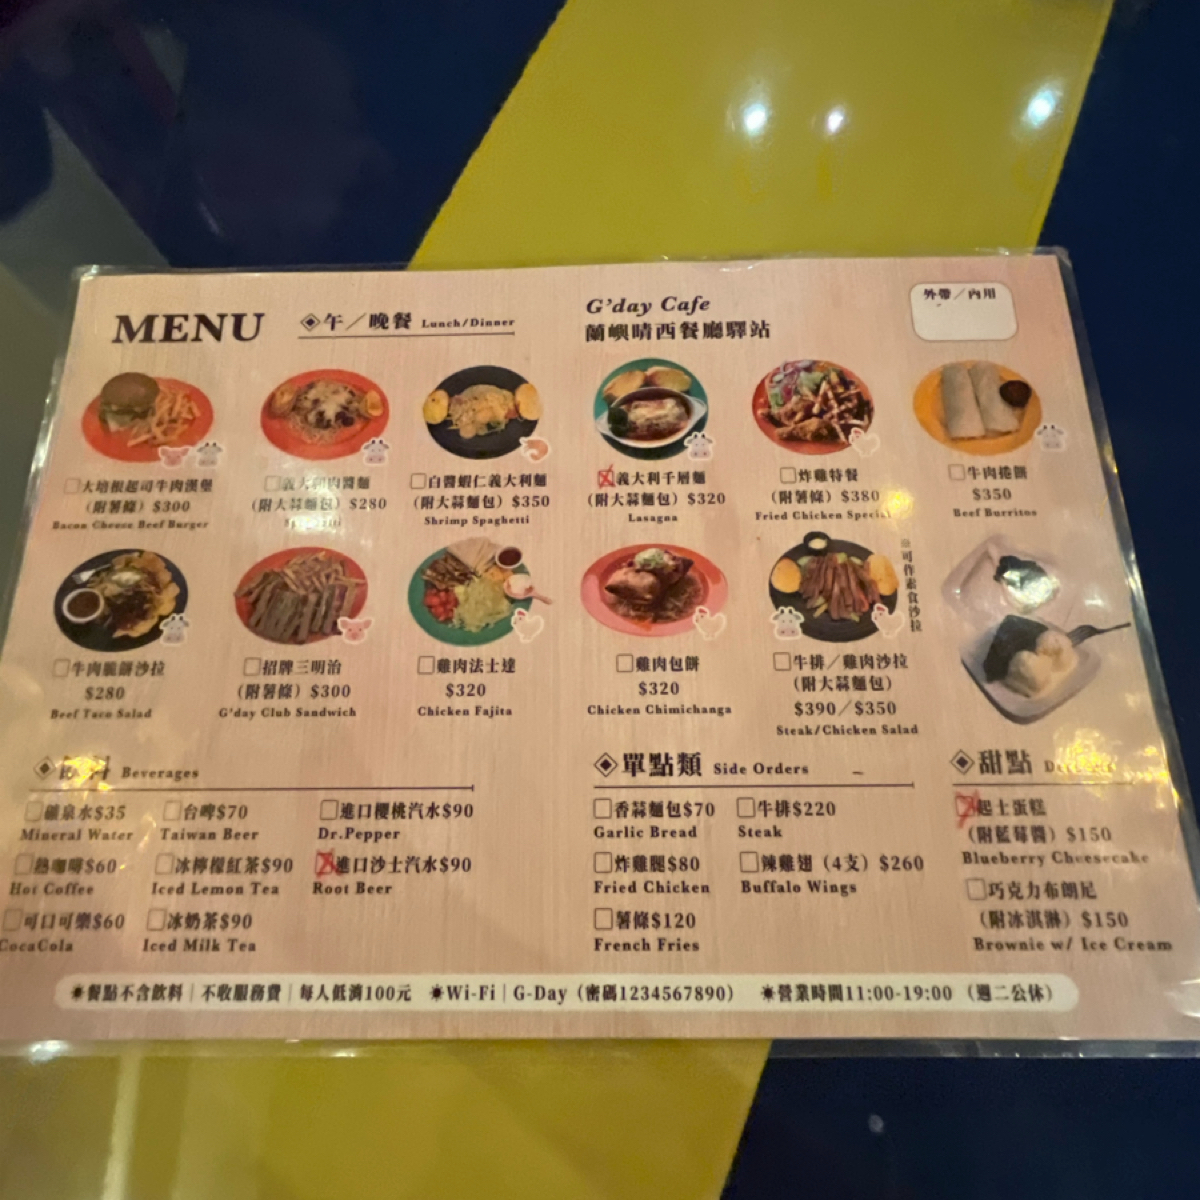 MENU
◈午／晚餐 Lunch/Dinner
G'day Cafe
蘭嶼晴西餐廳驛站
外帶／內用
□大培根起司牛肉漢堡
（附薯條）$300
Bacon Cheese Beef Burger
□義大利肉醬麵
（附大蒜麵包）$280
□白醬蝦仁義大利麵
（附大蒜麵包）$350
Shrimp Spaghetti
□義大利千層麵
（附大蒜麵包）$320
Lasagna
□炸雞特餐
（附薯條）$380
Fried Chicken Special
□牛肉捲餅
$350
Beef Burritos
□牛肉脆餅沙拉
$280
Beef Taco Salad
□招牌三明治
（附薯條）$300
G'day Club Sandwich
□雞肉法士達
$320
Chicken Fajita
□雞肉包餅
$320
Chicken Chimichanga
□牛排／雞肉沙拉
（附大蒜麵包）
$390／$350
Steak/Chicken Salad
※可作素食沙拉
Beverages
□礦泉水$35
Mineral Water
□台啤$70
Taiwan Beer
□進口櫻桃汽水$90
Dr.Pepper
□熱咖啡$60
Hot Coffee
□冰檸檬紅茶$90
Iced Lemon Tea
□進口沙士汽水$90
Root Beer
□可口可樂$60
CocaCola
□冰奶茶$90
Iced Milk Tea
◈單點類 Side Orders
□香蒜麵包$70
Garlic Bread
□牛排$220
Steak
□炸雞腿$80
Fried Chicken
□辣雞翅（4支）$260
Buffalo Wings
□薯條$120
French Fries
◈甜點
□起士蛋糕
（附藍莓醬）$150
Blueberry Cheesecake
□巧克力布朗尼
（附冰淇淋）$150
Brownie w/ Ice Cream
✷餐點不含飲料｜不收服務費｜每人低消100元 ✷Wi-Fi｜G-Day（密碼1234567890） ✷營業時間11:00-19:00（週二公休）